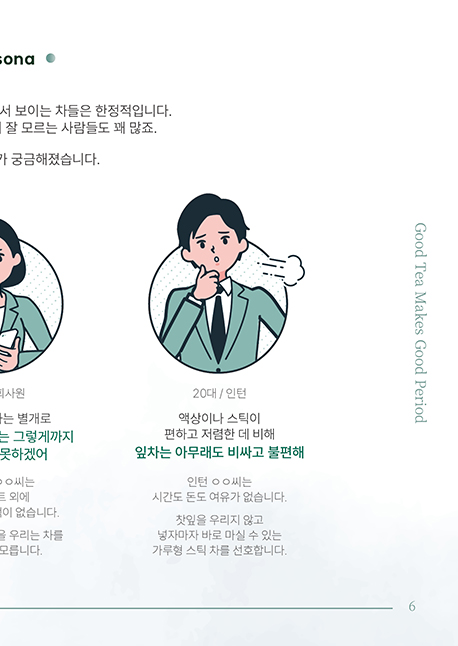 sona
서 보이는 차들은 한정적입니다.
잘 모르는 사람들도 꽤 많죠.
가 궁금해졌습니다.
회사원
는 별개로
는 그렇게까지
못하겠어
ㅇㅇ씨는
트 외에
이 없습니다.
을 우리는 차를
모릅니다.
20대 / 인턴
액상이나 스틱이
편하고 저렴한 데 비해
잎차는 아무래도 비싸고 불편해
인턴 ㅇㅇ씨는
시간도 돈도 여유가 없습니다.
찻잎을 우리지 않고
넣자마자 바로 마실 수 있는
가루형 스틱 차를 선호합니다.
Good Tea Makes Good Period
6